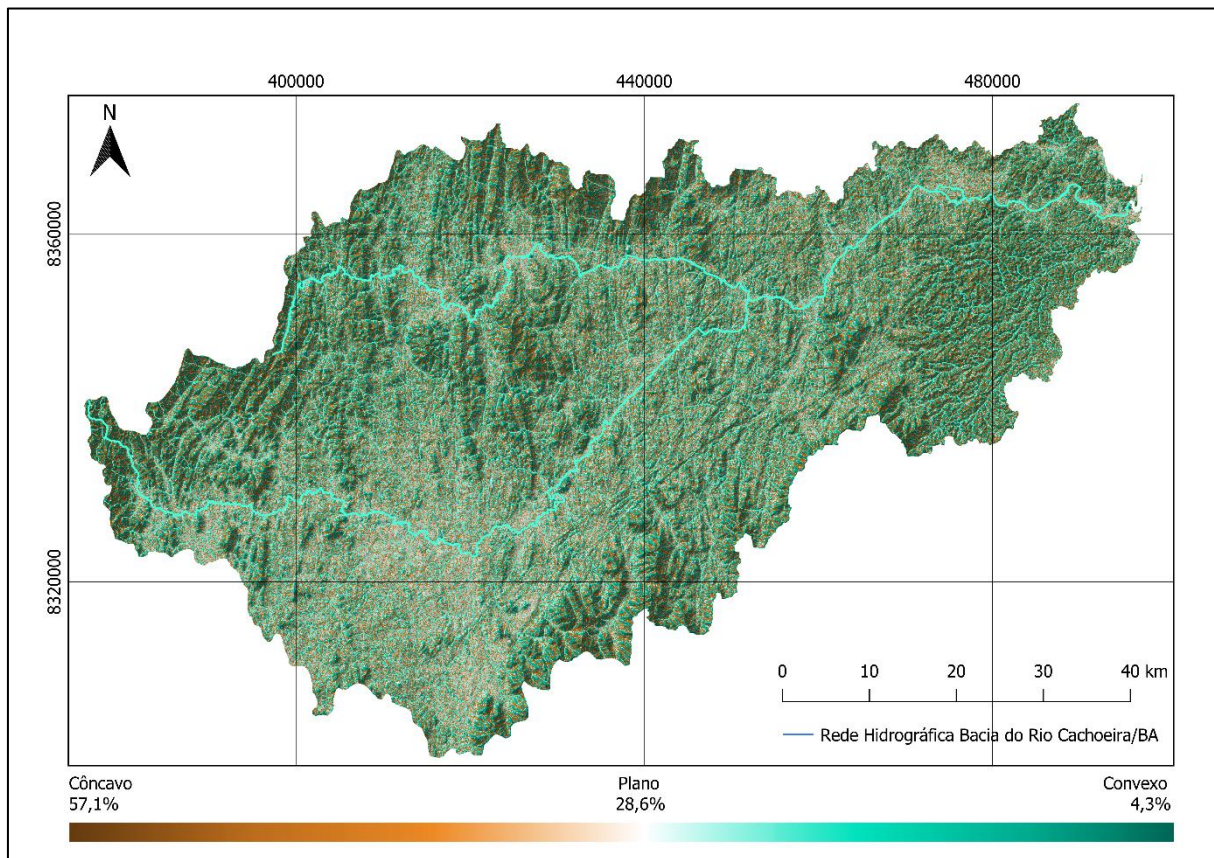 400000 440000 480000
N
8360000
8320000
0 10 20 30 40 km
Rede Hidrográfica Bacia do Rio Cachoeira/BA
Côncavo Plano Convexo
57,1% 28,6% 4,3%